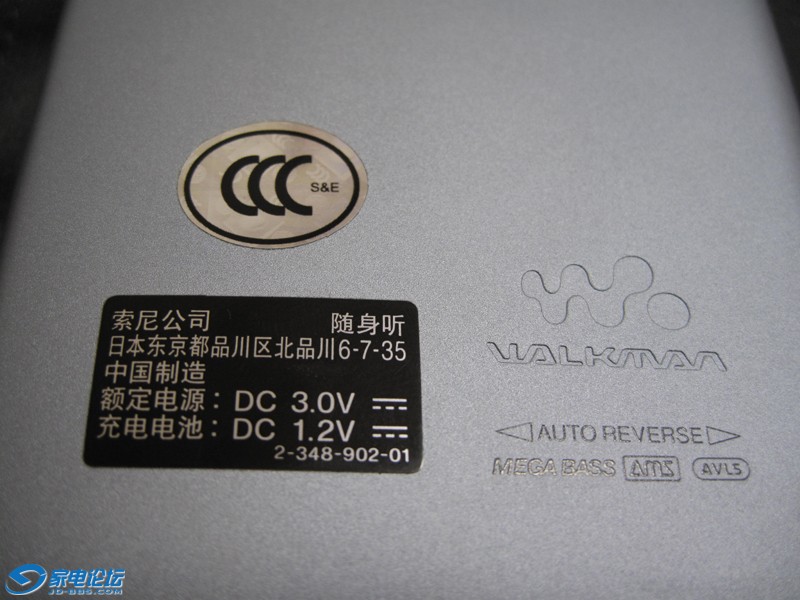 CCC S&E
索尼公司 随身听
日本东京都品川区北品川6-7-35
中国制造
额定电源：DC 3.0V
充电电池：DC 1.2V
2-348-902-01
WALKMAN
AUTO REVERSE
MEGA BASS AMS AVLS
家电论坛
JD-BBS.COM